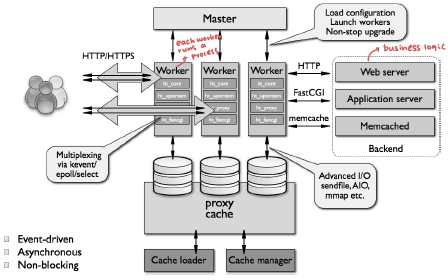 Master
Load configuration
Launch workers
Non-stop upgrade
each worker
runs a
process
business logic
HTTP/HTTPS
Worker
ht_core
ht_upstream
ht_proxy
ht_fastcgi
Worker
ht_core
ht_upstream
ht_proxy
ht_fastcgi
Worker
ht_core
ht_upstream
ht_proxy
ht_fastcgi
HTTP
Web server
FastCGI
Application server
memcache
Memcached
Backend
Multiplexing
via kevent/
epoll/select
Advanced I/O
sendfile, AIO,
mmap etc.
proxy
cache
Event-driven
Asynchronous
Non-blocking
Cache loader
Cache manager